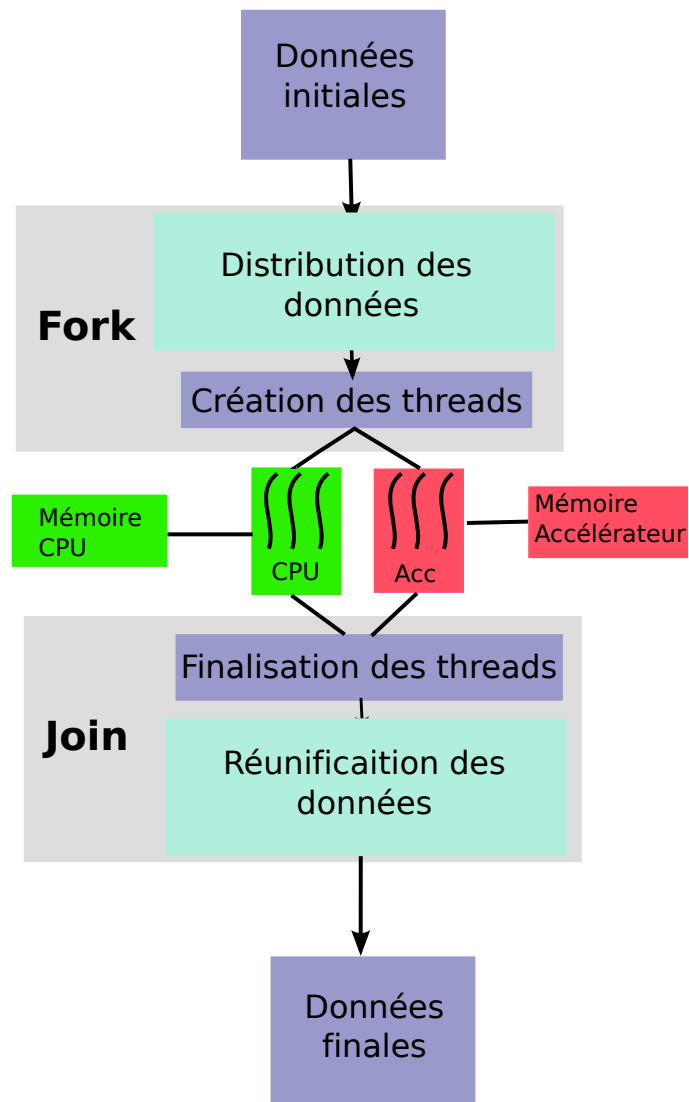 Données
initiales
Distribution des
données
Fork
Création des threads
Mémoire
CPU
CPU
Acc
Mémoire
Accélérateur
Finalisation des threads
Join
Réunificaition des
données
Données
finales